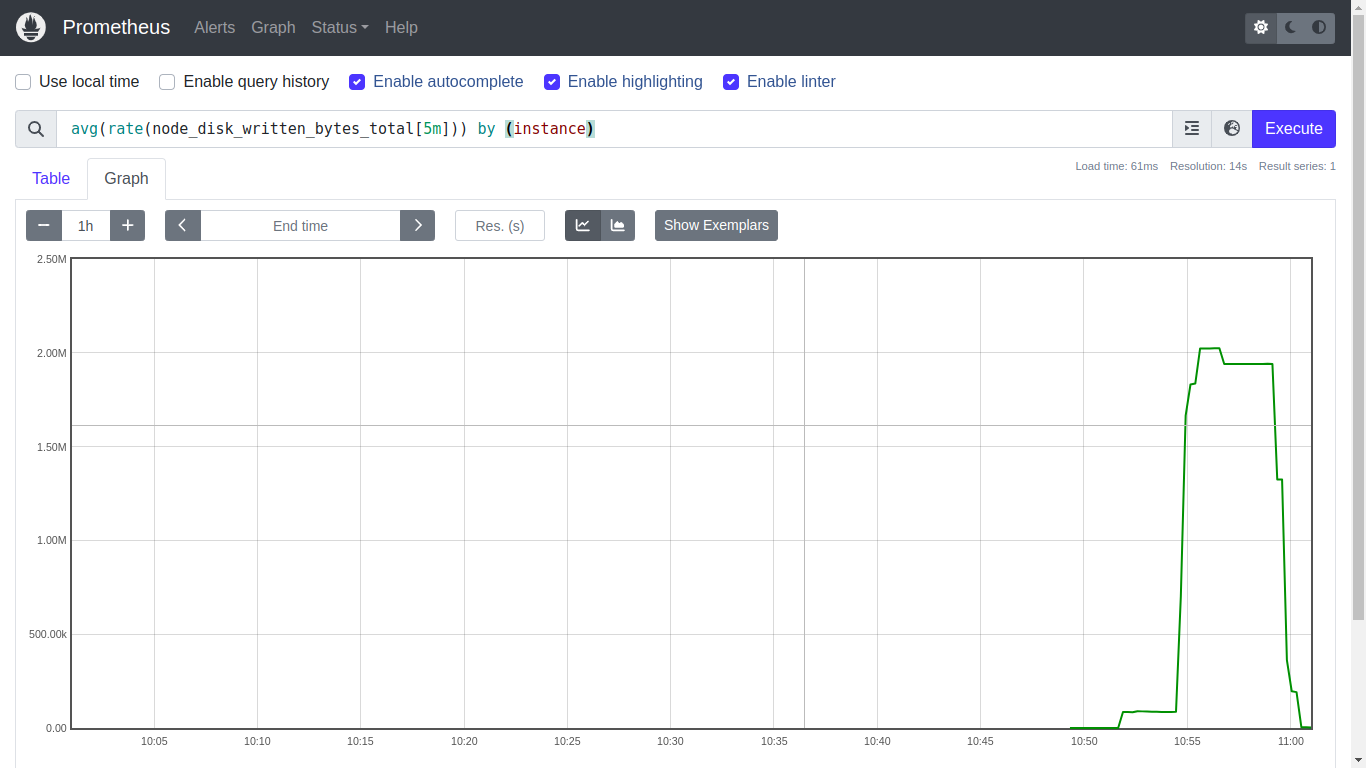 Prometheus Alerts Graph Status Help
Use local time Enable query history Enable autocomplete Enable highlighting Enable linter
avg(rate(node_disk_written_bytes_total[5m])) by (instance) Execute
Table Graph Load time: 61ms Resolution: 14s Result series: 1
1h End time Res. (s) Show Exemplars
2.50M
2.00M
1.50M
1.00M
500.00k
0.00
10:05 10:10 10:15 10:20 10:25 10:30 10:35 10:40 10:45 10:50 10:55 11:00